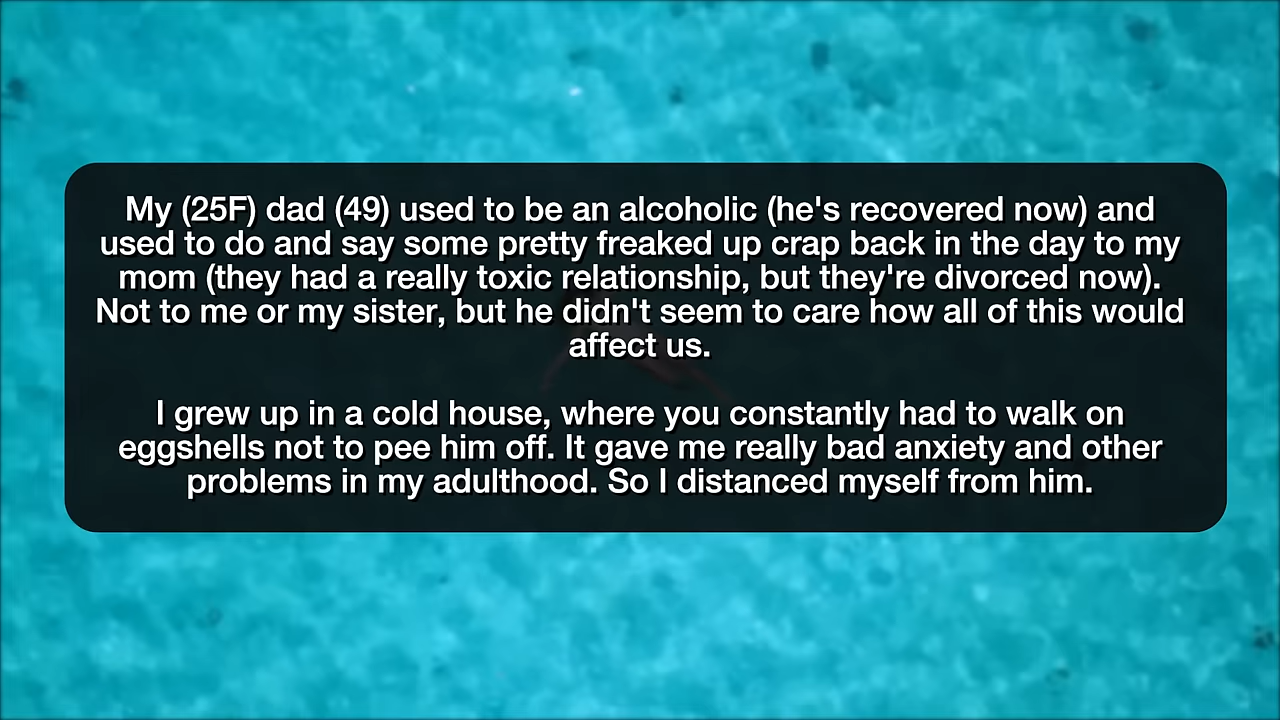 My (25F) dad (49) used to be an alcoholic (he's recovered now) and
used to do and say some pretty freaked up crap back in the day to my
mom (they had a really toxic relationship, but they're divorced now).
Not to me or my sister, but he didn't seem to care how all of this would
affect us.
I grew up in a cold house, where you constantly had to walk on
eggshells not to pee him off. It gave me really bad anxiety and other
problems in my adulthood. So I distanced myself from him.